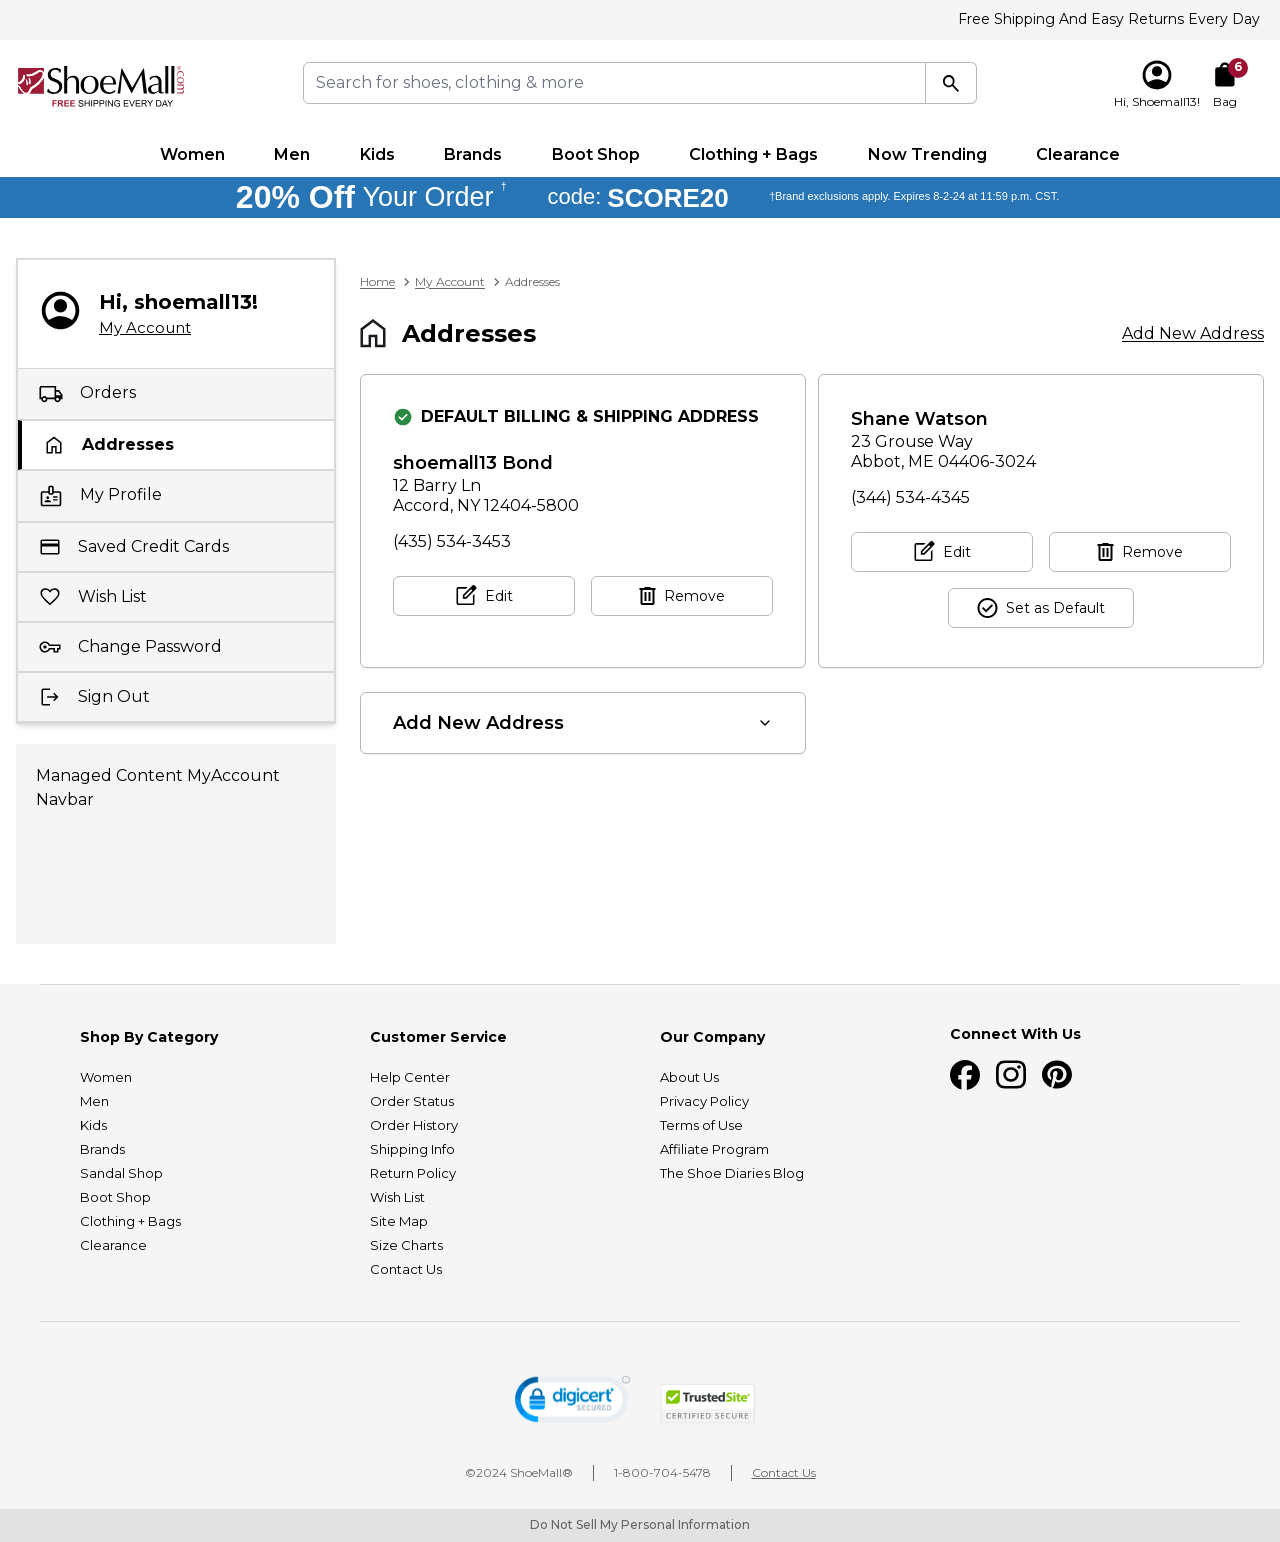 Free Shipping And Easy Returns Every Day
ShoeMall.com
FREE SHIPPING EVERY DAY
Search for shoes, clothing & more
6
Hi, Shoemall13!
Bag
Women
Men
Kids
Brands
Boot Shop
Clothing + Bags
Now Trending
Clearance
20% Off Your Order †
code: SCORE20
†Brand exclusions apply. Expires 8-2-24 at 11:59 p.m. CST.
Hi, shoemall13!
My Account
Orders
Addresses
My Profile
Saved Credit Cards
Wish List
Change Password
Sign Out
Managed Content MyAccount
Navbar
Home
My Account
Addresses
Addresses
Add New Address
DEFAULT BILLING & SHIPPING ADDRESS
shoemall13 Bond
12 Barry Ln
Accord, NY 12404-5800
(435) 534-3453
Edit
Remove
Shane Watson
23 Grouse Way
Abbot, ME 04406-3024
(344) 534-4345
Edit
Remove
Set as Default
Add New Address
Shop By Category
Women
Men
Kids
Brands
Sandal Shop
Boot Shop
Clothing + Bags
Clearance
Customer Service
Help Center
Order Status
Order History
Shipping Info
Return Policy
Wish List
Site Map
Size Charts
Contact Us
Our Company
About Us
Privacy Policy
Terms of Use
Affiliate Program
The Shoe Diaries Blog
Connect With Us
digicert
SECURED
TrustedSite
CERTIFIED SECURE
©2024 ShoeMall®
1-800-704-5478
Contact Us
Do Not Sell My Personal Information